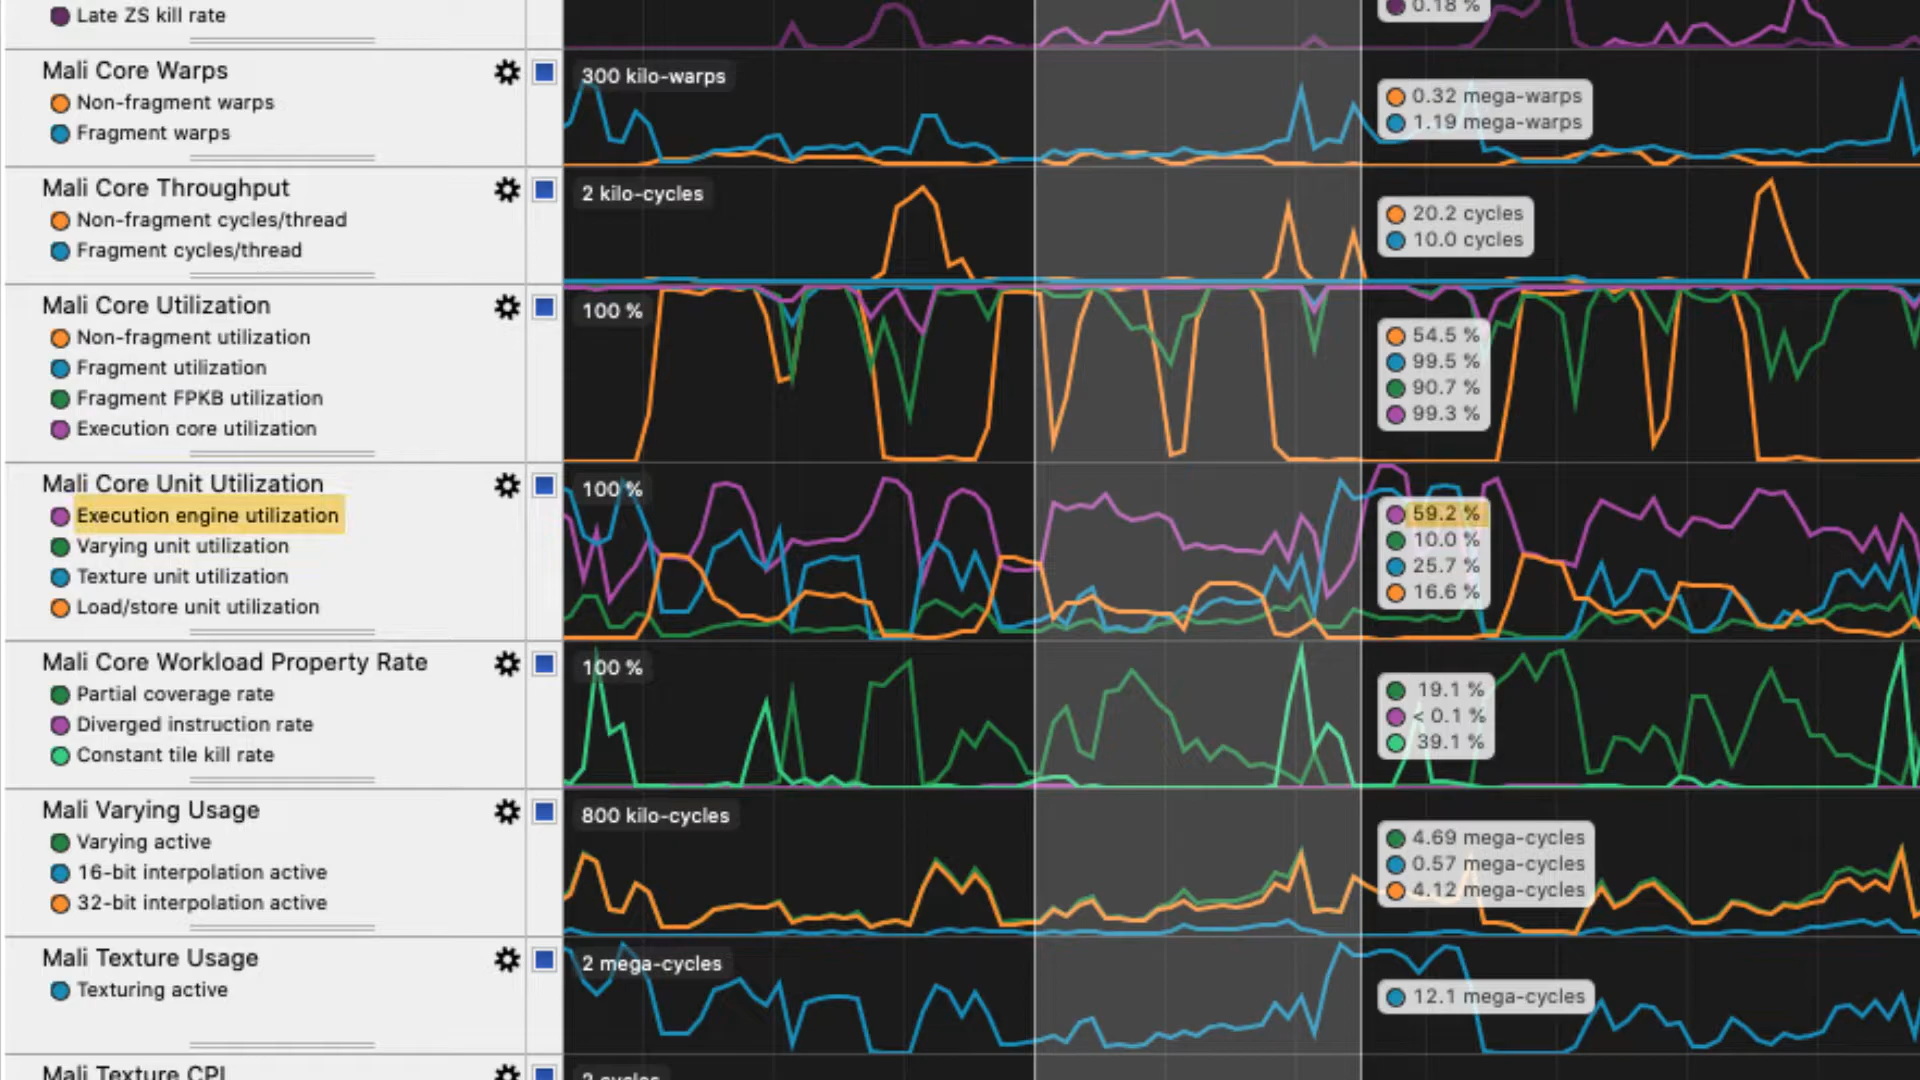 Late ZS kill rate
0.18 %
Mali Core Warps
Non-fragment warps
Fragment warps
300 kilo-warps
0.32 mega-warps
1.19 mega-warps
Mali Core Throughput
Non-fragment cycles/thread
Fragment cycles/thread
2 kilo-cycles
20.2 cycles
10.0 cycles
Mali Core Utilization
Non-fragment utilization
Fragment utilization
Fragment FPKB utilization
Execution core utilization
100 %
54.5 %
99.5 %
90.7 %
99.3 %
Mali Core Unit Utilization
Execution engine utilization
Varying unit utilization
Texture unit utilization
Load/store unit utilization
100 %
59.2 %
10.0 %
25.7 %
16.6 %
Mali Core Workload Property Rate
Partial coverage rate
Diverged instruction rate
Constant tile kill rate
100 %
19.1 %
< 0.1 %
39.1 %
Mali Varying Usage
Varying active
16-bit interpolation active
32-bit interpolation active
800 kilo-cycles
4.69 mega-cycles
0.57 mega-cycles
4.12 mega-cycles
Mali Texture Usage
Texturing active
2 mega-cycles
12.1 mega-cycles
Mali Texture CPI
2 cycles